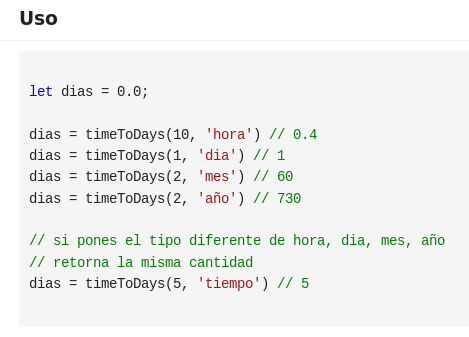 Uso
let dias = 0.0;
dias = timeToDays(10, 'hora') // 0.4
dias = timeToDays(1, 'dia') // 1
dias = timeToDays(2, 'mes') // 60
dias = timeToDays(2, 'año') // 730
// si pones el tipo diferente de hora, dia, mes, año
// retorna la misma cantidad
dias = timeToDays(5, 'tiempo') // 5